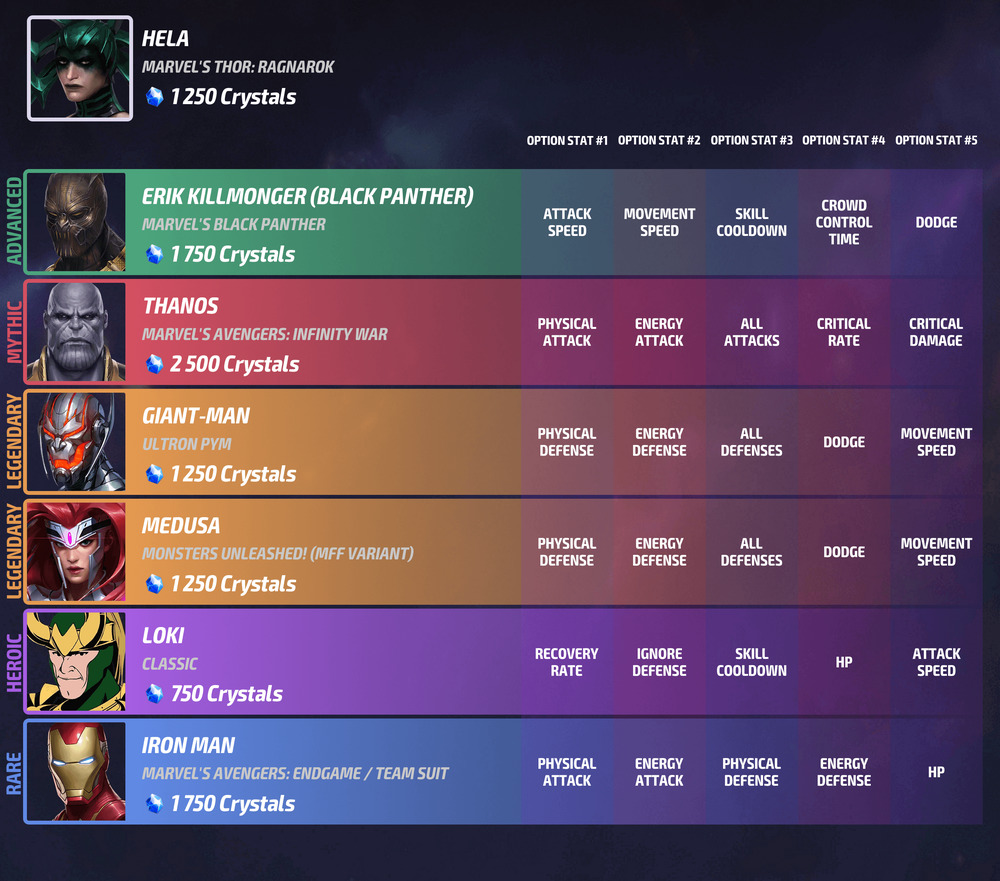 HELA
MARVEL'S THOR: RAGNAROK
1 250 Crystals
OPTION STAT #1 OPTION STAT #2 OPTION STAT #3 OPTION STAT #4 OPTION STAT #5
ADVANCED
ERIK KILLMONGER (BLACK PANTHER)
MARVEL'S BLACK PANTHER
1 750 Crystals
ATTACK
SPEED
MOVEMENT
SPEED
SKILL
COOLDOWN
CROWD
CONTROL
TIME
DODGE
MYTHIC
THANOS
MARVEL'S AVENGERS: INFINITY WAR
2 500 Crystals
PHYSICAL
ATTACK
ENERGY
ATTACK
ALL
ATTACKS
CRITICAL
RATE
CRITICAL
DAMAGE
LEGENDARY
GIANT-MAN
ULTRON PYM
1 250 Crystals
PHYSICAL
DEFENSE
ENERGY
DEFENSE
ALL
DEFENSES
DODGE
MOVEMENT
SPEED
LEGENDARY
MEDUSA
MONSTERS UNLEASHED! (MFF VARIANT)
1 250 Crystals
PHYSICAL
DEFENSE
ENERGY
DEFENSE
ALL
DEFENSES
DODGE
MOVEMENT
SPEED
HEROIC
LOKI
CLASSIC
750 Crystals
RECOVERY
RATE
IGNORE
DEFENSE
SKILL
COOLDOWN
HP
ATTACK
SPEED
RARE
IRON MAN
MARVEL'S AVENGERS: ENDGAME / TEAM SUIT
1 750 Crystals
PHYSICAL
ATTACK
ENERGY
ATTACK
PHYSICAL
DEFENSE
ENERGY
DEFENSE
HP